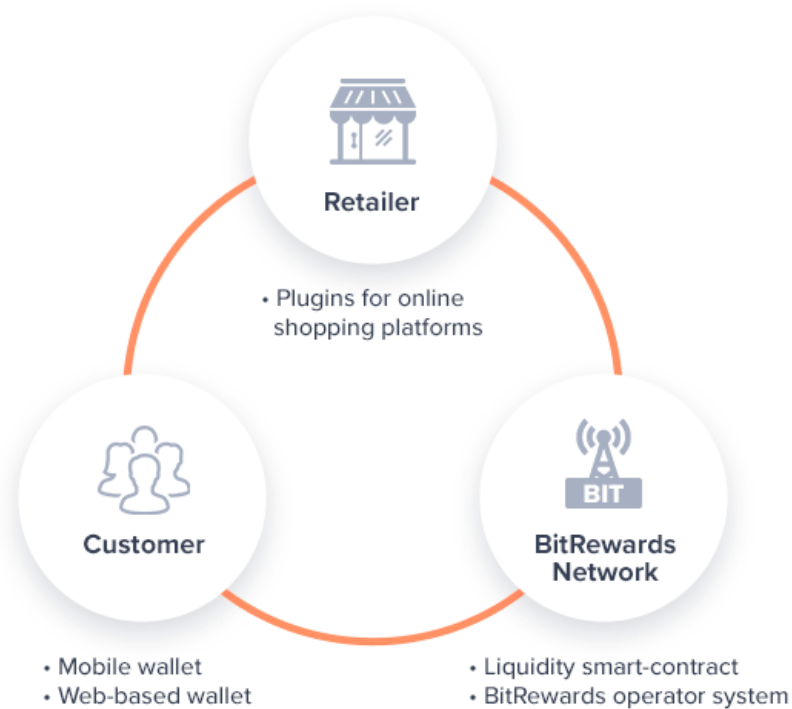 Retailer
• Plugins for online
shopping platforms
BIT
Customer
BitRewards
Network
• Mobile wallet
• Web-based wallet
• Liquidity smart-contract
• BitRewards operator system